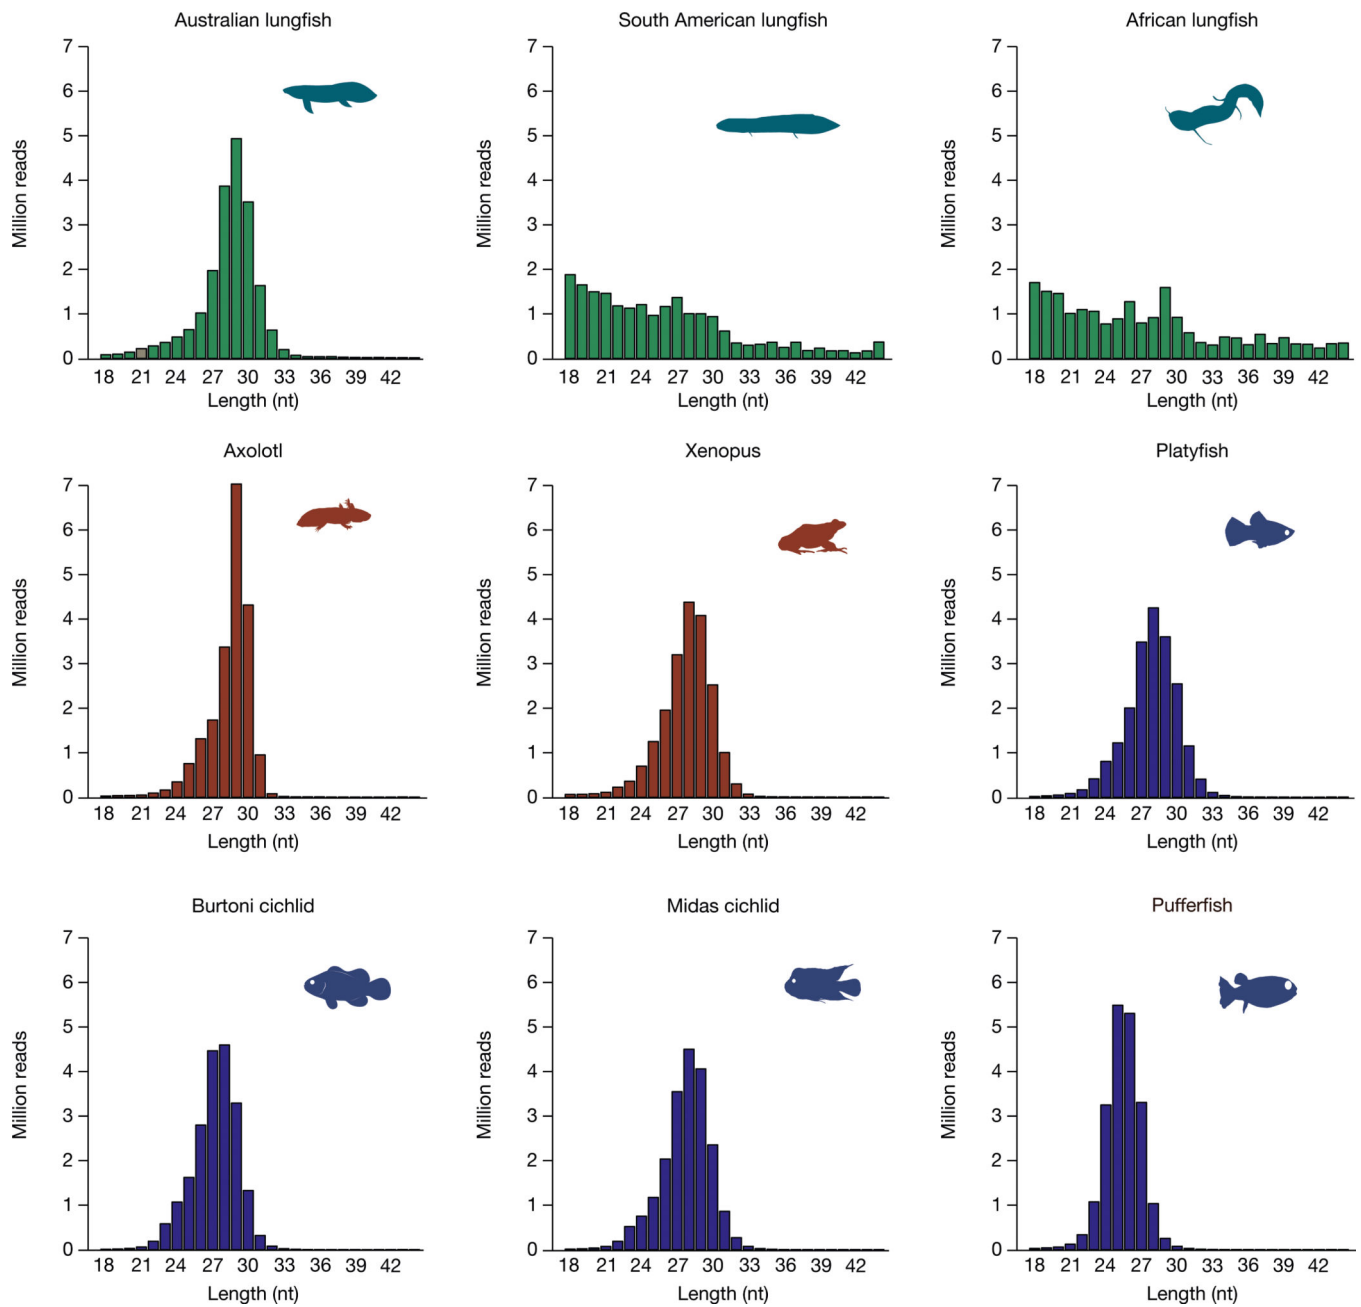 Australian lungfish
South American lungfish
African lungfish
7
6
5
4
3
2
1
0
Million reads
18 21 24 27 30 33 36 39 42
Length (nt)
7
6
5
4
3
2
1
0
Million reads
18 21 24 27 30 33 36 39 42
Length (nt)
7
6
5
4
3
2
1
0
Million reads
18 21 24 27 30 33 36 39 42
Length (nt)
Axolotl
Xenopus
Platyfish
7
6
5
4
3
2
1
0
Million reads
18 21 24 27 30 33 36 39 42
Length (nt)
7
6
5
4
3
2
1
0
Million reads
18 21 24 27 30 33 36 39 42
Length (nt)
7
6
5
4
3
2
1
0
Million reads
18 21 24 27 30 33 36 39 42
Length (nt)
Burtoni cichlid
Midas cichlid
Pufferfish
7
6
5
4
3
2
1
0
Million reads
18 21 24 27 30 33 36 39 42
Length (nt)
7
6
5
4
3
2
1
0
Million reads
18 21 24 27 30 33 36 39 42
Length (nt)
7
6
5
4
3
2
1
0
Million reads
18 21 24 27 30 33 36 39 42
Length (nt)